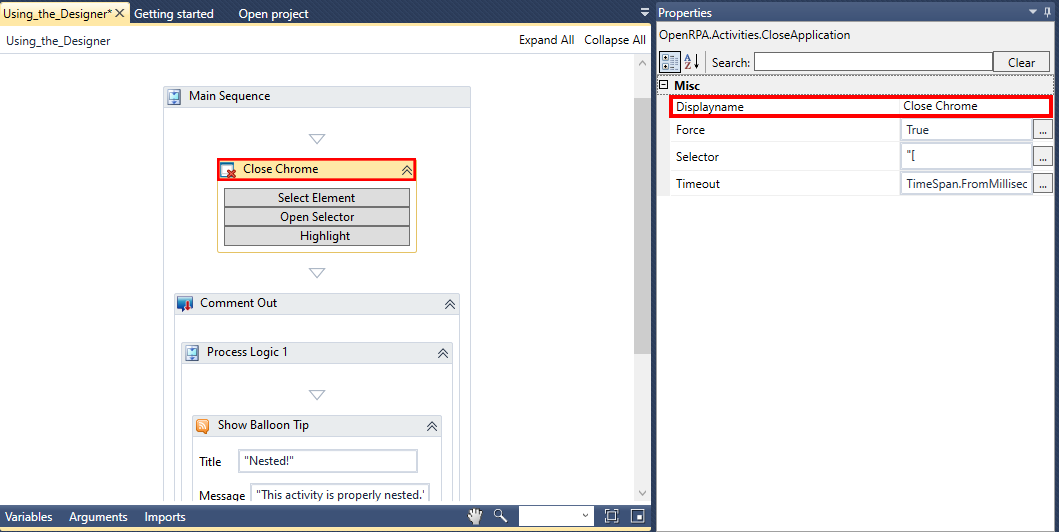 Using_the_Designer*
Getting started
Open project
Using_the_Designer
Expand All
Collapse All
Main Sequence
Close Chrome
Select Element
Open Selector
Highlight
Comment Out
Process Logic 1
Show Balloon Tip
Title "Nested!"
Message "This activity is properly nested."
Variables
Arguments
Imports
Properties
OpenRPA.Activities.CloseApplication
Search:
Clear
Misc
Displayname Close Chrome
Force True ...
Selector "[ ...
Timeout TimeSpan.FromMillisec ...